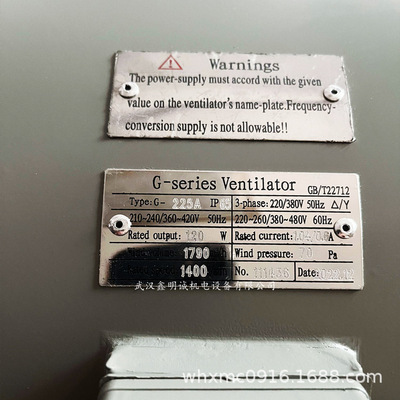 Warnings
The power-supply must accord with the given
value on the ventilator's name-plate.Frequency-
conversion supply is not allowable!!
G-series Ventilator GB/T22712
Type:G- 225A IP 3-phase:220/380V 50Hz △/Y
210-240/360-420V 50Hz 220-260/380-480V 60Hz
Rated output: 120 W Rated current:
1790 Wind pressure: Pa
1400 No.
武汉鑫明诚机电设备有限公司
whxmc0916.1688.com